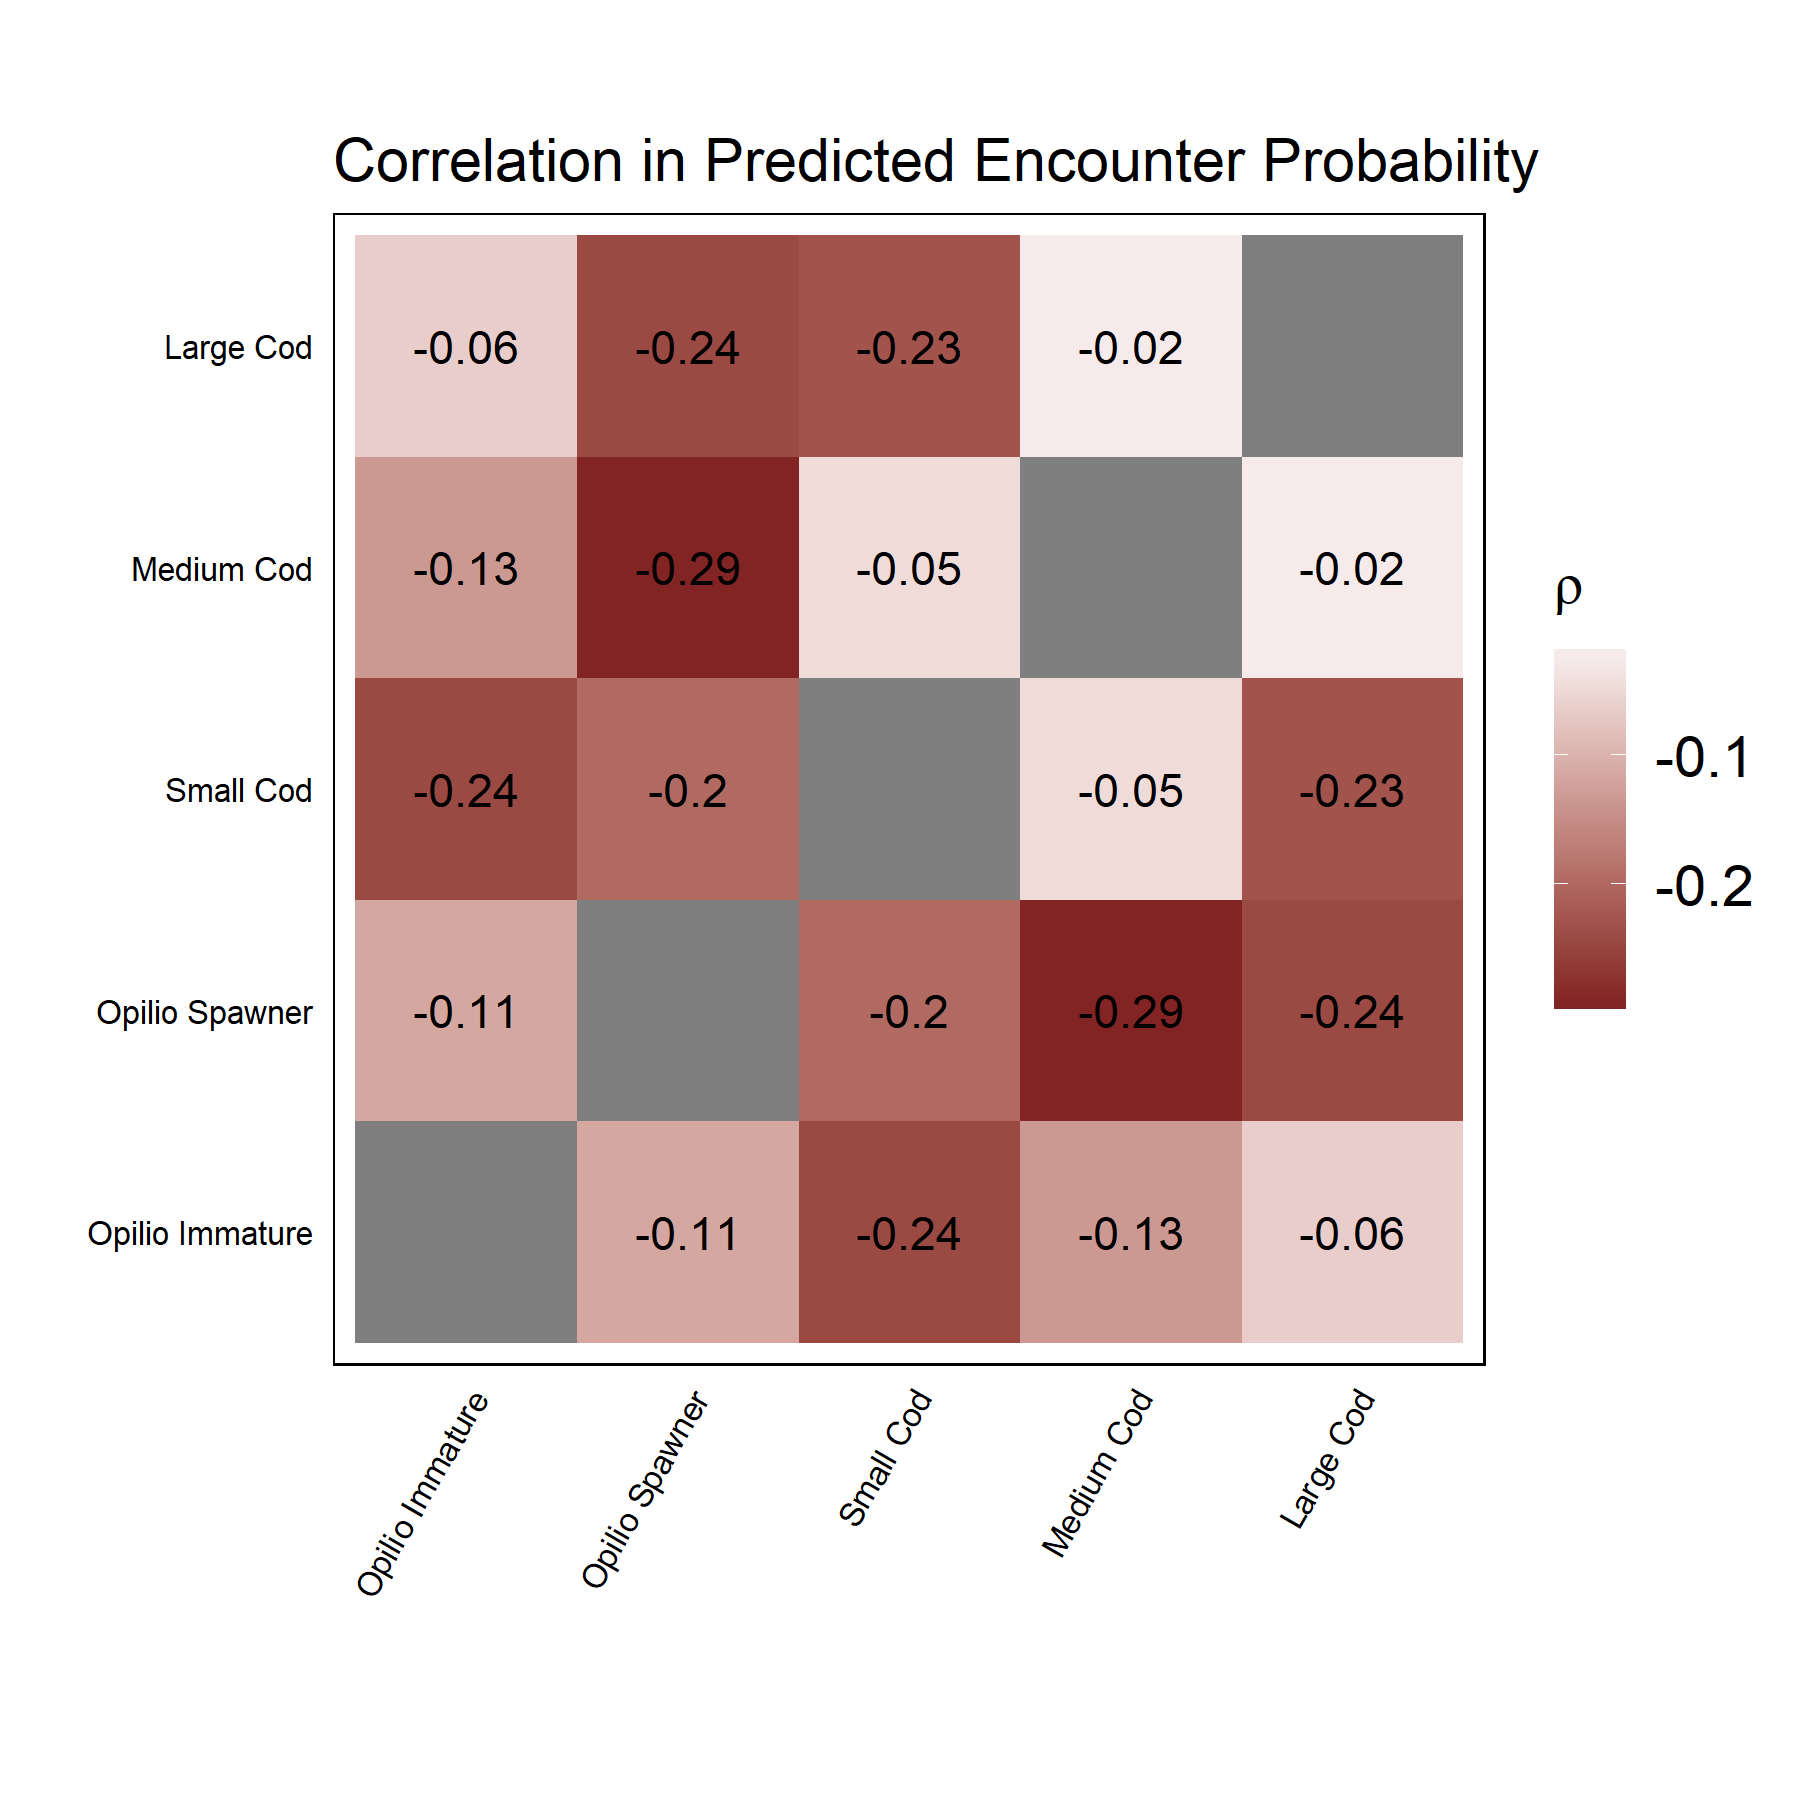 Correlation in Predicted Encounter Probability
Large Cod -0.06 -0.24 -0.23 -0.02
Medium Cod -0.13 -0.29 -0.05 -0.02
Small Cod -0.24 -0.2 -0.05 -0.23
Opilio Spawner -0.11 -0.2 -0.29 -0.24
Opilio Immature -0.11 -0.24 -0.13 -0.06
Opilio Immature
Opilio Spawner
Small Cod
Medium Cod
Large Cod
ρ
-0.1
-0.2